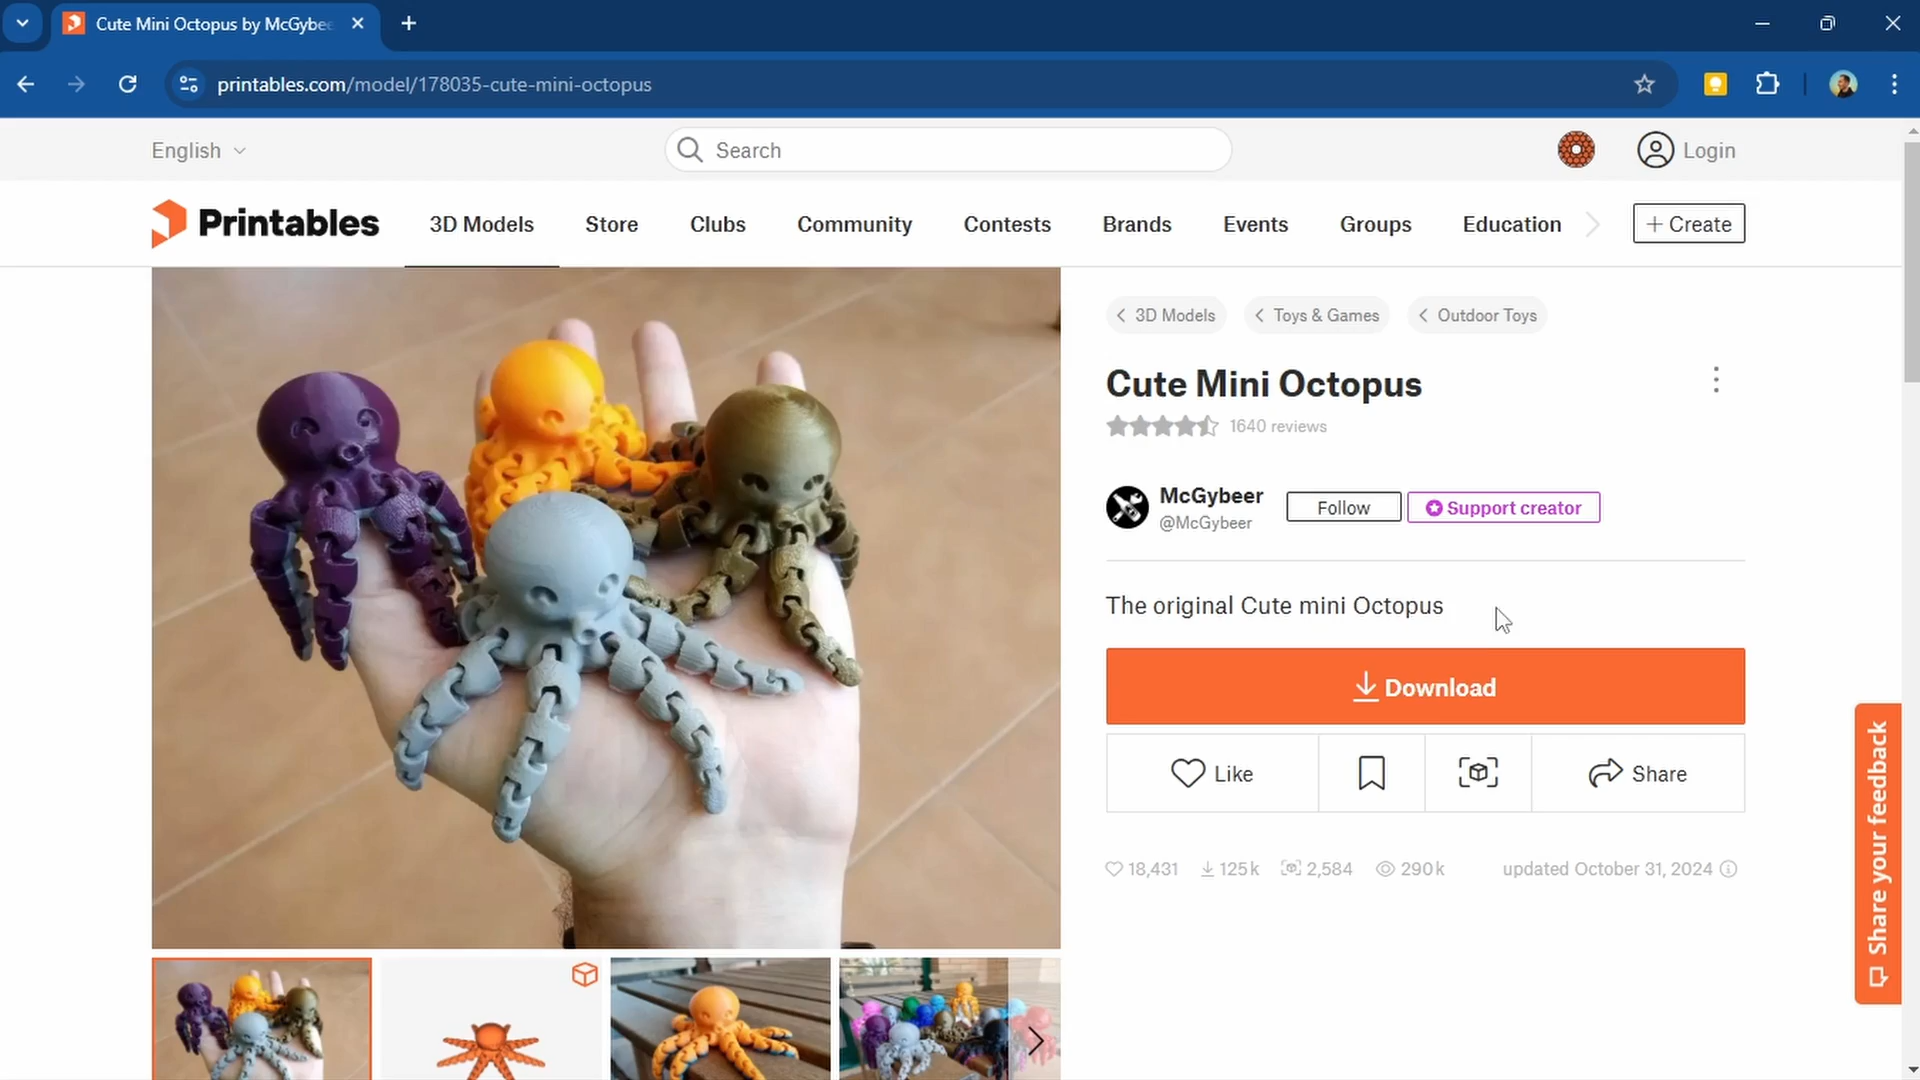 Cute Mini Octopus by McGybee
printables.com/model/178035-cute-mini-octopus
English
Search
Login
Printables
3D Models
Store
Clubs
Community
Contests
Brands
Events
Groups
Education
+ Create
3D Models
Toys & Games
Outdoor Toys
Cute Mini Octopus
1640 reviews
McGybeer
@McGybeer
Follow
Support creator
The original Cute mini Octopus
Download
Like
Share
18,431
125k
2,584
290k
updated October 31, 2024
Share your feedback